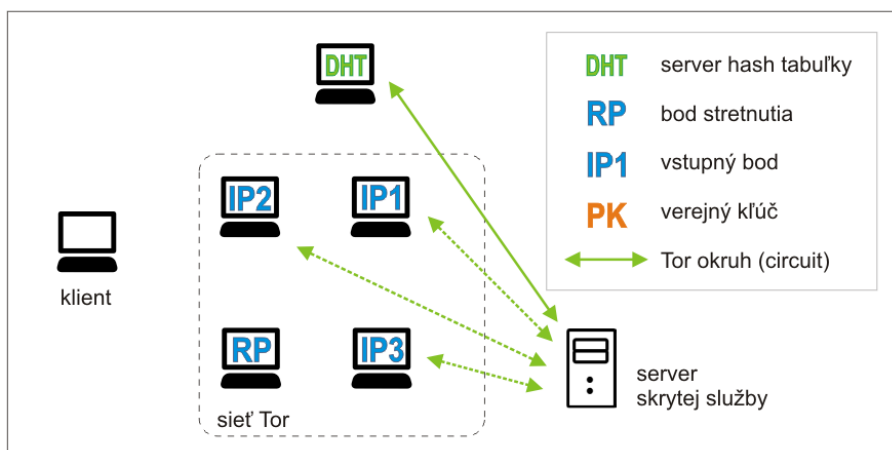 DHT
IP2
IP1
klient
RP
IP3
sieť Tor
server
skrytej služby
DHT server hash tabuľky
RP bod stretnutia
IP1 vstupný bod
PK verejný kľúč
Tor okruh (circuit)